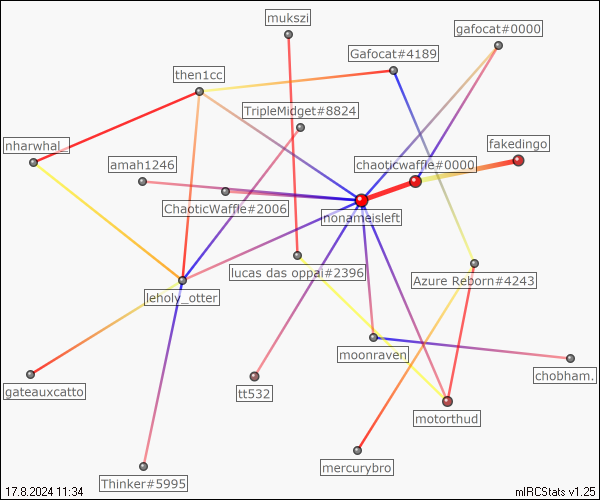 mukszi
gafocat#0000
Gafocat#4189
then1cc
TripleMidget#8824
nharwhal_
fakedingo
amah1246
chaoticwaffle#0000
ChaoticWaffle#2006
nonameisleft
lucas das oppai#2396
Azure Reborn#4243
leholy_otter
moonraven
chobham.
gateauxcatto
tt532
motorthud
mercurybro
Thinker#5995
17.8.2024 11:34
mIRCStats v1.25